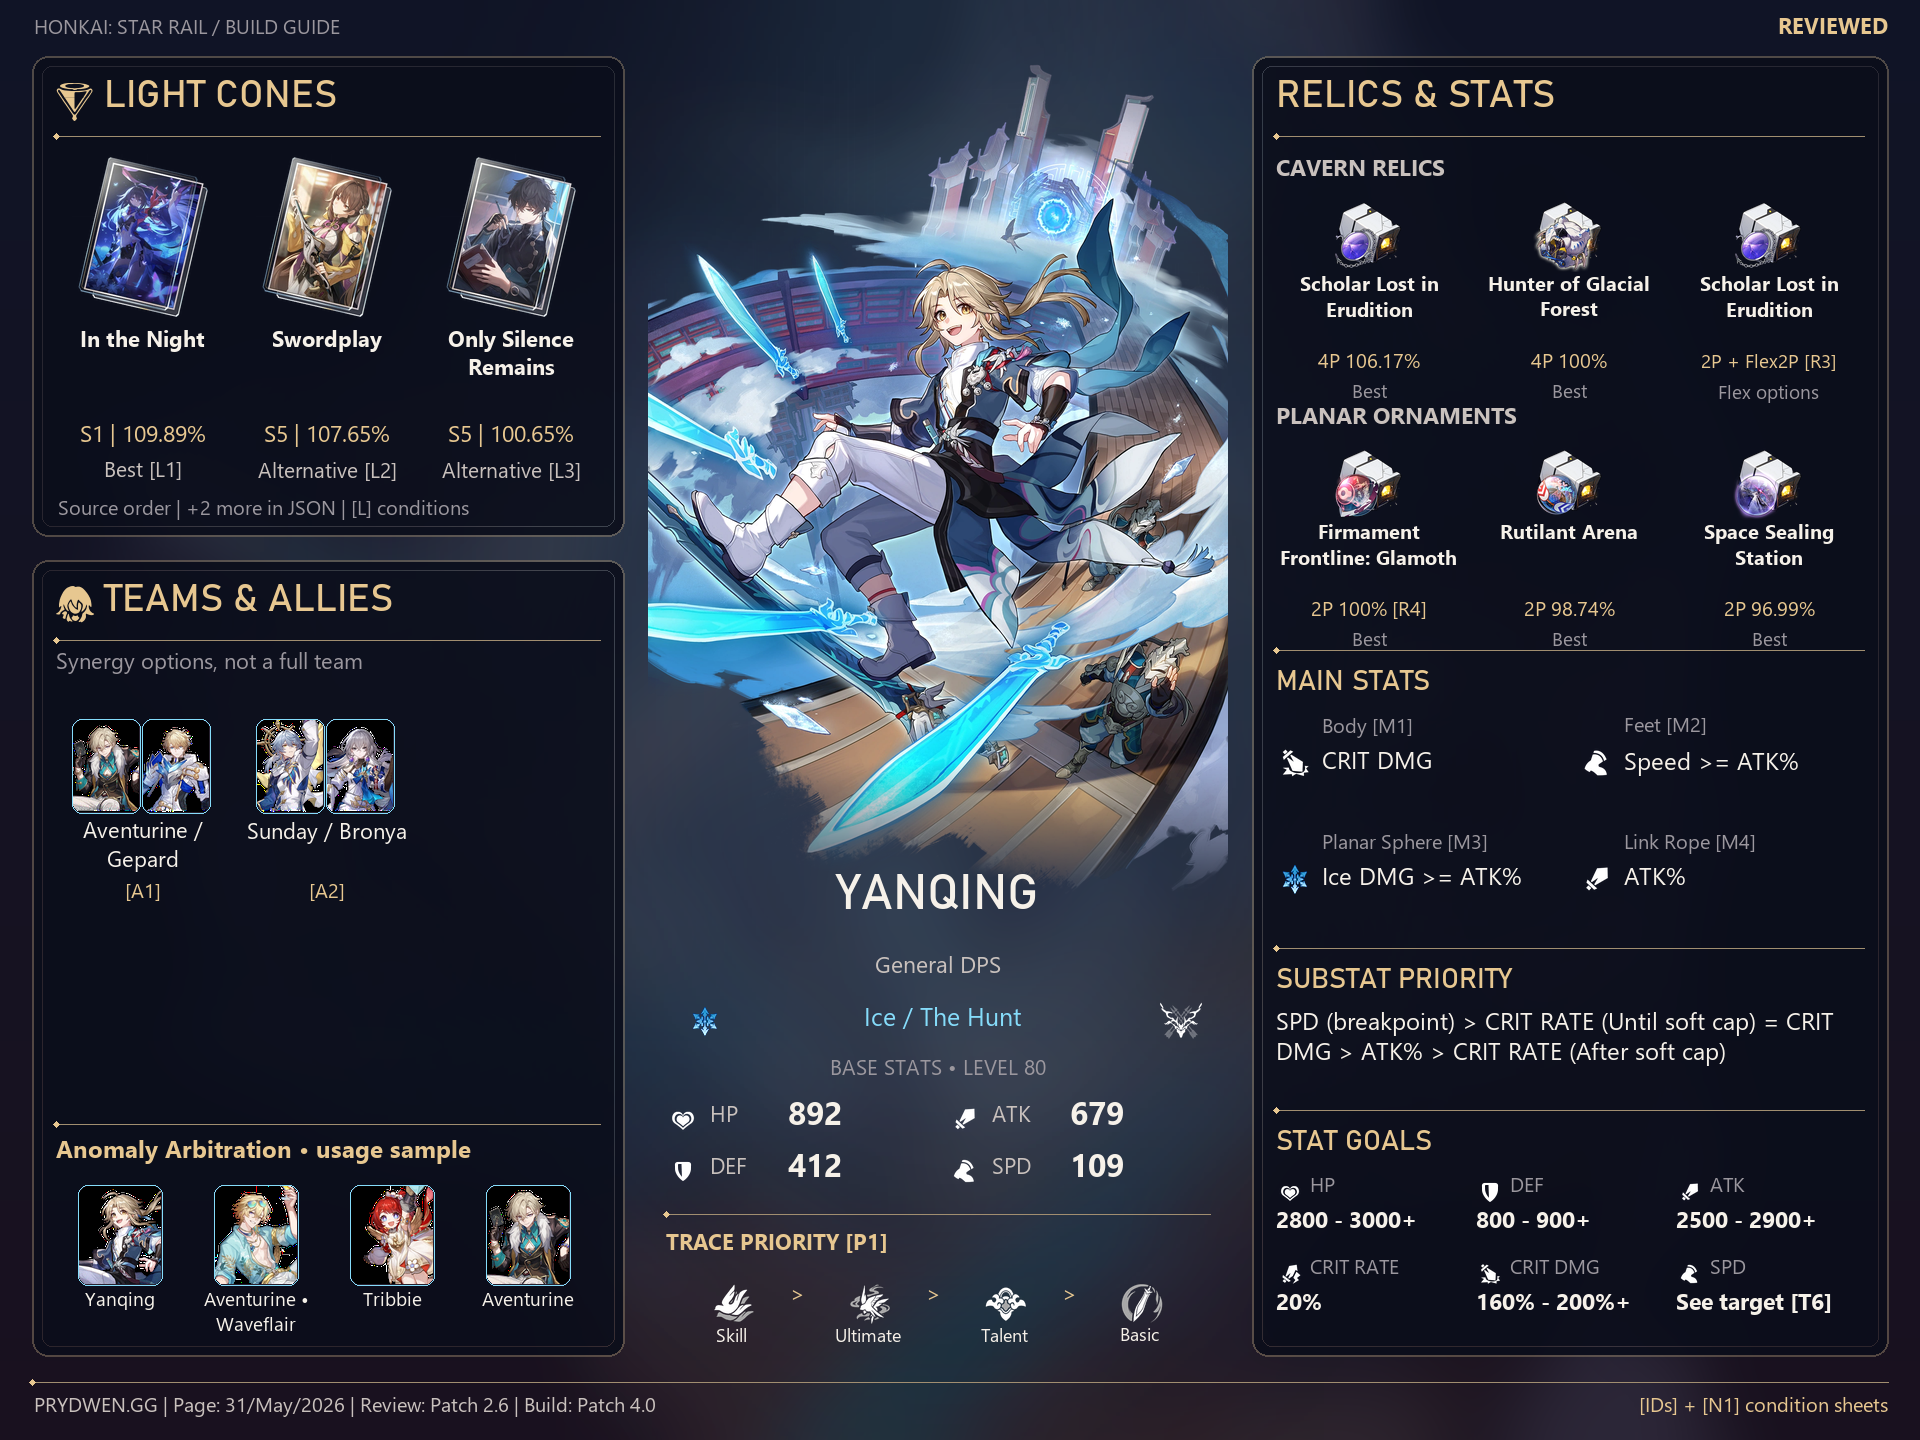 HONKAI: STAR RAIL / BUILD GUIDE
REVIEWED
LIGHT CONES
In the Night
Swordplay
Only Silence
Remains
S1 | 109.89%
S5 | 107.65%
S5 | 100.65%
Best [L1]
Alternative [L2]
Alternative [L3]
Source order | +2 more in JSON | [L] conditions
TEAMS & ALLIES
Synergy options, not a full team
Aventurine /
Gepard
Sunday / Bronya
[A1]
[A2]
Anomaly Arbitration • usage sample
Yanqing
Aventurine •
Waveflair
Tribbie
Aventurine
YANQING
General DPS
Ice / The Hunt
BASE STATS • LEVEL 80
HP 892
ATK 679
DEF 412
SPD 109
TRACE PRIORITY [P1]
Skill > Ultimate > Talent > Basic
RELICS & STATS
CAVERN RELICS
Scholar Lost in
Erudition
Hunter of Glacial
Forest
Scholar Lost in
Erudition
4P 106.17%
4P 100%
2P + Flex2P [R3]
Best
Best
Flex options
PLANAR ORNAMENTS
Firmament
Frontline: Glamoth
Rutilant Arena
Space Sealing
Station
2P 100% [R4]
2P 98.74%
2P 96.99%
Best
Best
Best
MAIN STATS
Body [M1]
CRIT DMG
Feet [M2]
Speed >= ATK%
Planar Sphere [M3]
Ice DMG >= ATK%
Link Rope [M4]
ATK%
SUBSTAT PRIORITY
SPD (breakpoint) > CRIT RATE (Until soft cap) = CRIT
DMG > ATK% > CRIT RATE (After soft cap)
STAT GOALS
HP
2800 - 3000+
DEF
800 - 900+
ATK
2500 - 2900+
CRIT RATE
20%
CRIT DMG
160% - 200%+
SPD
See target [T6]
PRYDWEN.GG | Page: 31/May/2026 | Review: Patch 2.6 | Build: Patch 4.0
[IDs] + [N1] condition sheets